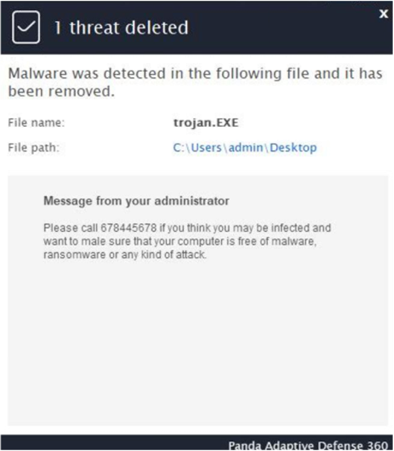 1 threat deleted
x
Malware was detected in the following file and it has
been removed.
File name: trojan.EXE
File path: C:\Users\admin\Desktop
Message from your administrator
Please call 678445678 if you think you may be infected and
want to male sure that your computer is free of malware,
ransomware or any kind of attack.
Panda Adaptive Defense 360